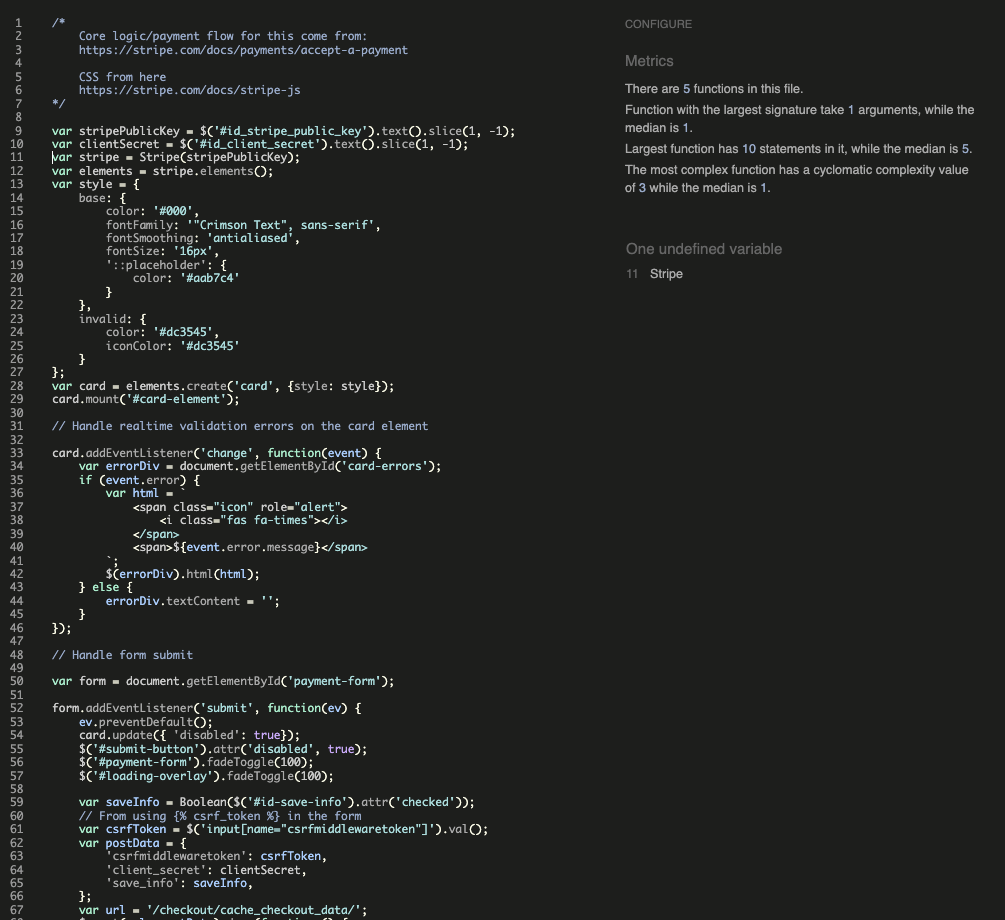 1 /*
2 Core logic/payment flow for this come from:
3 https://stripe.com/docs/payments/accept-a-payment
4
5 CSS from here
6 https://stripe.com/docs/stripe-js
7 */
8
9 var stripePublicKey = $('#id_stripe_public_key').text().slice(1, -1);
10 var clientSecret = $('#id_client_secret').text().slice(1, -1);
11 var stripe = Stripe(stripePublicKey);
12 var elements = stripe.elements();
13 var style = {
14 base: {
15 color: '#000',
16 fontFamily: '"Crimson Text", sans-serif',
17 fontSmoothing: 'antialiased',
18 fontSize: '16px',
19 '::placeholder': {
20 color: '#aab7c4'
21 }
22 },
23 invalid: {
24 color: '#dc3545',
25 iconColor: '#dc3545'
26 }
27 };
28 var card = elements.create('card', {style: style});
29 card.mount('#card-element');
30
31 // Handle realtime validation errors on the card element
32
33 card.addEventListener('change', function(event) {
34 var errorDiv = document.getElementById('card-errors');
35 if (event.error) {
36 var html = `
37 <span class="icon" role="alert">
38 <i class="fas fa-times"></i>
39 </span>
40 <span>${event.error.message}</span>
41 `;
42 $(errorDiv).html(html);
43 } else {
44 errorDiv.textContent = '';
45 }
46 });
47
48 // Handle form submit
49
50 var form = document.getElementById('payment-form');
51
52 form.addEventListener('submit', function(ev) {
53 ev.preventDefault();
54 card.update({ 'disabled': true});
55 $('#submit-button').attr('disabled', true);
56 $('#payment-form').fadeToggle(100);
57 $('#loading-overlay').fadeToggle(100);
58
59 var saveInfo = Boolean($('#id-save-info').attr('checked'));
60 // From using {% csrf_token %} in the form
61 var csrfToken = $('input[name="csrfmiddlewaretoken"]').val();
62 var postData = {
63 'csrfmiddlewaretoken': csrfToken,
64 'client_secret': clientSecret,
65 'save_info': saveInfo,
66 };
67 var url = '/checkout/cache_checkout_data/';
CONFIGURE
Metrics
There are 5 functions in this file.
Function with the largest signature take 1 arguments, while the
median is 1.
Largest function has 10 statements in it, while the median is 5.
The most complex function has a cyclomatic complexity value
of 3 while the median is 1.
One undefined variable
11 Stripe